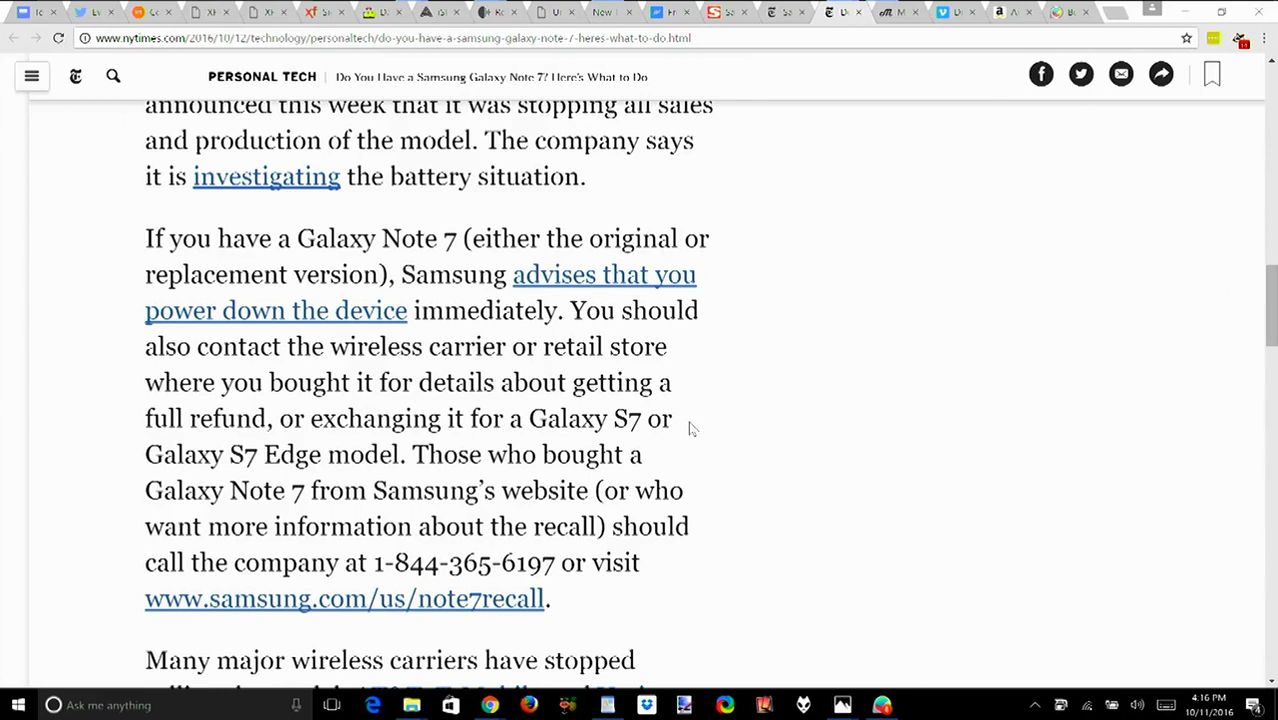 www.nytimes.com/2016/10/12/technology/personaltech/do-you-have-a-samsung-galaxy-note-7-heres-what-to-do.html
PERSONAL TECH | Do You Have a Samsung Galaxy Note 7? Here's What to Do
announced this week that it was stopping all sales
and production of the model. The company says
it is investigating the battery situation.
If you have a Galaxy Note 7 (either the original or
replacement version), Samsung advises that you
power down the device immediately. You should
also contact the wireless carrier or retail store
where you bought it for details about getting a
full refund, or exchanging it for a Galaxy S7 or
Galaxy S7 Edge model. Those who bought a
Galaxy Note 7 from Samsung’s website (or who
want more information about the recall) should
call the company at 1-844-365-6197 or visit
www.samsung.com/us/note7recall.
Many major wireless carriers have stopped
Ask me anything
4:16 PM
10/11/2016